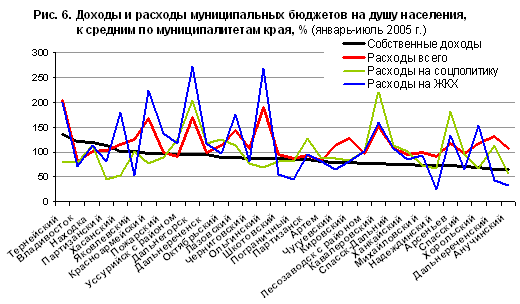 Рис. 6. Доходы и расходы муниципальных бюджетов на душу населения,
к средним по муниципалитетам края, % (январь-июль 2005 г.)
300
250
200
150
100
50
0
Собственные доходы
Расходы всего
Расходы на соцполитику
Расходы на ЖКХ
Тернейский
Владивосток
Находка
Партизанский
Хасанский
Яковлевский
Красноармейский
Пожарский
Уссурийск с районом
Дальнегорск
Дальнереченск
Октябрьский
Лазовский
Черниговский
Ольгинский
Шкотовский
Пограничный
Партизанск
Артем
Чугуевский
Кировский
Лесозаводск с районом
Кавалеровский
Спасск-Дальний
Ханкайский
Михайловский
Надеждинский
Арсеньев
Спасский
Хорольский
Дальнереченский
Анучинский